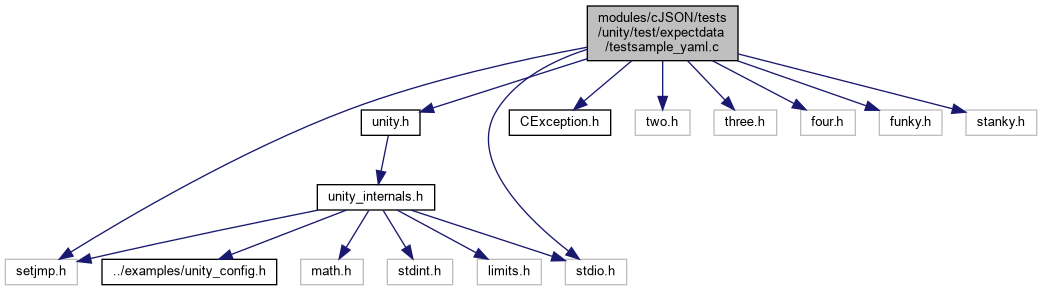 modules/cJSON/tests
/unity/test/expectdata
/testsample_yaml.c
unity.h
CException.h
two.h
three.h
four.h
funky.h
stanky.h
unity_internals.h
setjmp.h
../examples/unity_config.h
math.h
stdint.h
limits.h
stdio.h